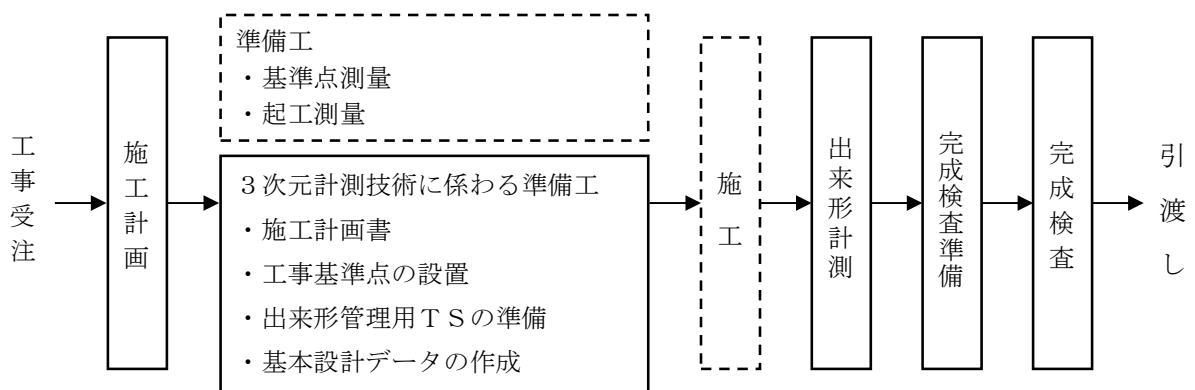 工事受注
施工計画
準備工
・基準点測量
・起工測量
３次元計測技術に係わる準備工
・施工計画書
・工事基準点の設置
・出来形管理用ＴＳの準備
・基本設計データの作成
施工
出来形計測
完成検査準備
完成検査
引渡し